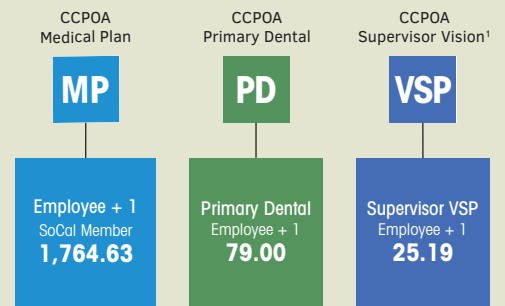 CCPOA
Medical Plan
CCPOA
Primary Dental
CCPOA
Supervisor Vision¹
MP
PD
VSP
Employee + 1
SoCal Member
1,764.63
Primary Dental
Employee + 1
79.00
Supervisor VSP
Employee + 1
25.19